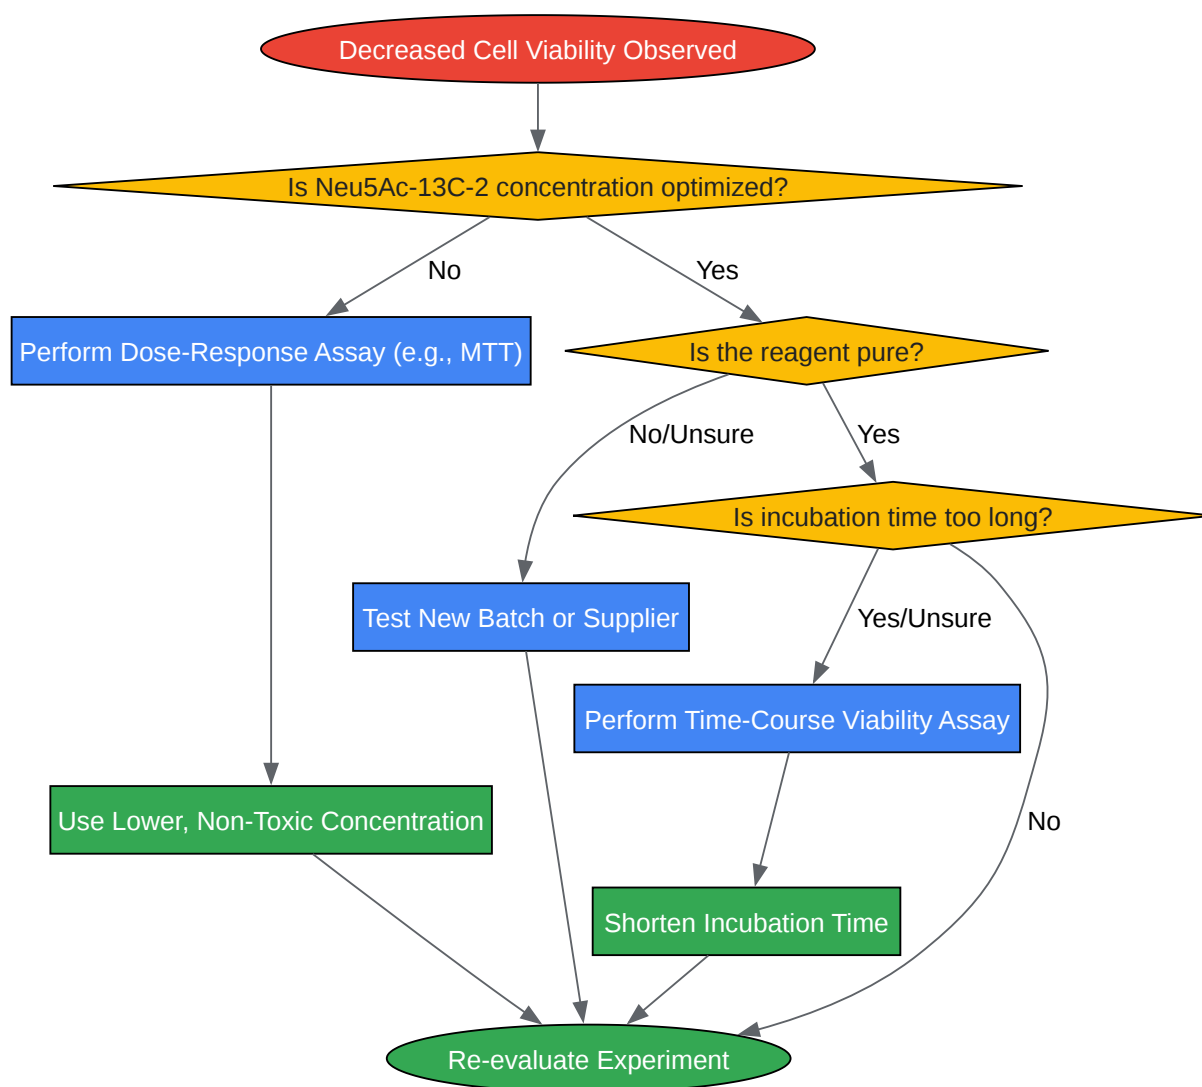 Decreased Cell Viability Observed
Is Neu5Ac-13C-2 concentration optimized?
No
Yes
Perform Dose-Response Assay (e.g., MTT)
Is the reagent pure?
No/Unsure
Yes
Is incubation time too long?
Test New Batch or Supplier
Yes/Unsure
Perform Time-Course Viability Assay
Use Lower, Non-Toxic Concentration
No
Shorten Incubation Time
Re-evaluate Experiment